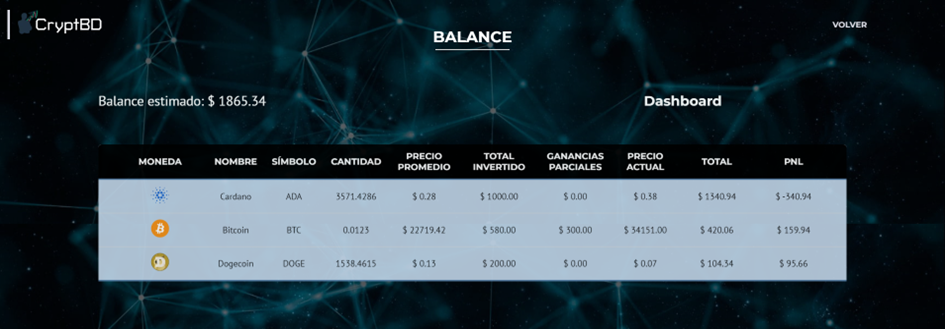 CryptBD
VOLVER
BALANCE
Balance estimado: $ 1865.34
Dashboard
MONEDA NOMBRE SÍMBOLO CANTIDAD PRECIO PROMEDIO TOTAL INVERTIDO GANANCIAS PARCIALES PRECIO ACTUAL TOTAL PNL
Cardano ADA 3571.4286 $ 0.28 $ 1000.00 $ 0.00 $ 0.38 $ 1340.94 $ -340.94
Bitcoin BTC 0.0123 $ 22719.42 $ 580.00 $ 300.00 $ 34151.00 $ 420.06 $ 159.94
Dogecoin DOGE 1538.4615 $ 0.13 $ 200.00 $ 0.00 $ 0.07 $ 104.34 $ 95.66